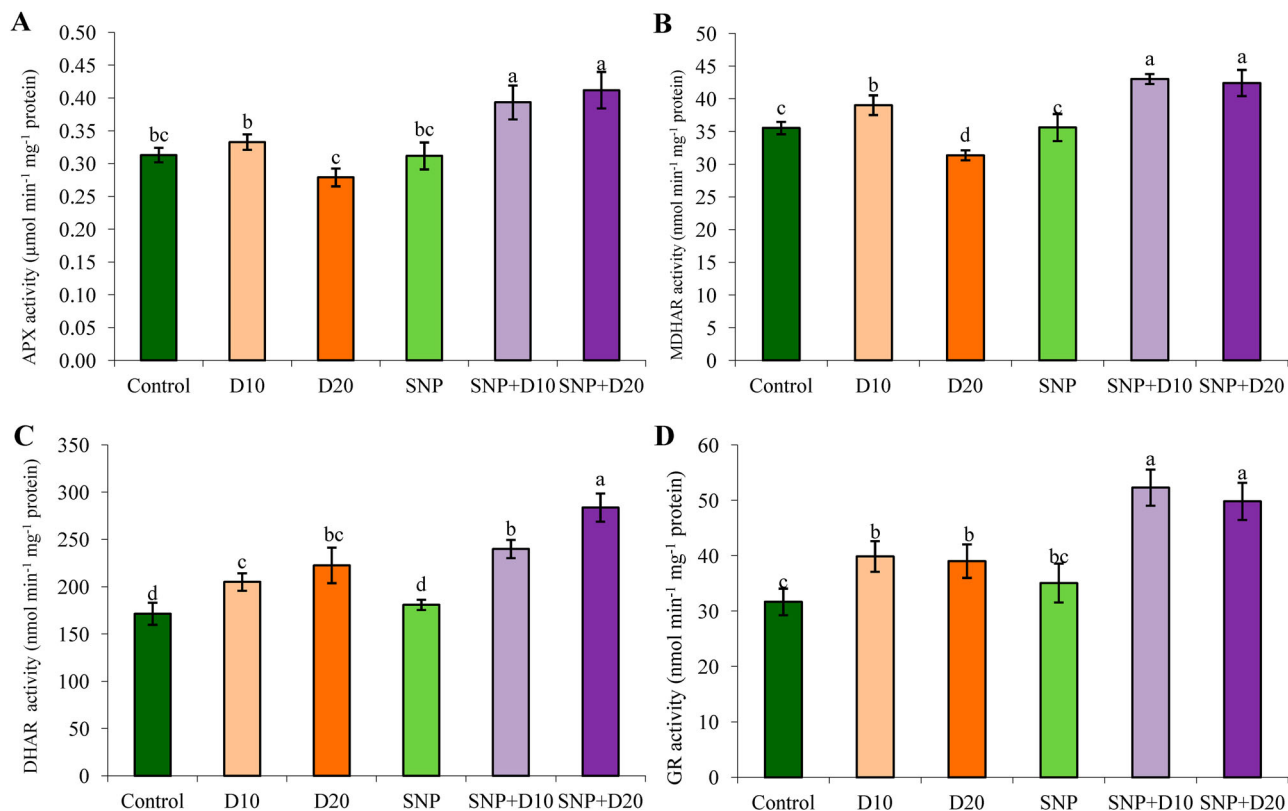 A
APX activity (μmol min⁻¹ mg⁻¹ protein)
0.50
0.45
0.40
0.35
0.30
0.25
0.20
0.15
0.10
0.05
0.00
bc
b
c
bc
a
a
Control D10 D20 SNP SNP+D10 SNP+D20
B
MDHAR activity (nmol min⁻¹ mg⁻¹ protein)
50
45
40
35
30
25
20
15
10
5
0
c
b
d
c
a
a
Control D10 D20 SNP SNP+D10 SNP+D20
C
DHAR activity (nmol min⁻¹ mg⁻¹ protein)
350
300
250
200
150
100
50
0
d
c
bc
d
b
a
Control D10 D20 SNP SNP+D10 SNP+D20
D
GR activity (nmol min⁻¹ mg⁻¹ protein)
60
50
40
30
20
10
0
c
b
b
bc
a
a
Control D10 D20 SNP SNP+D10 SNP+D20